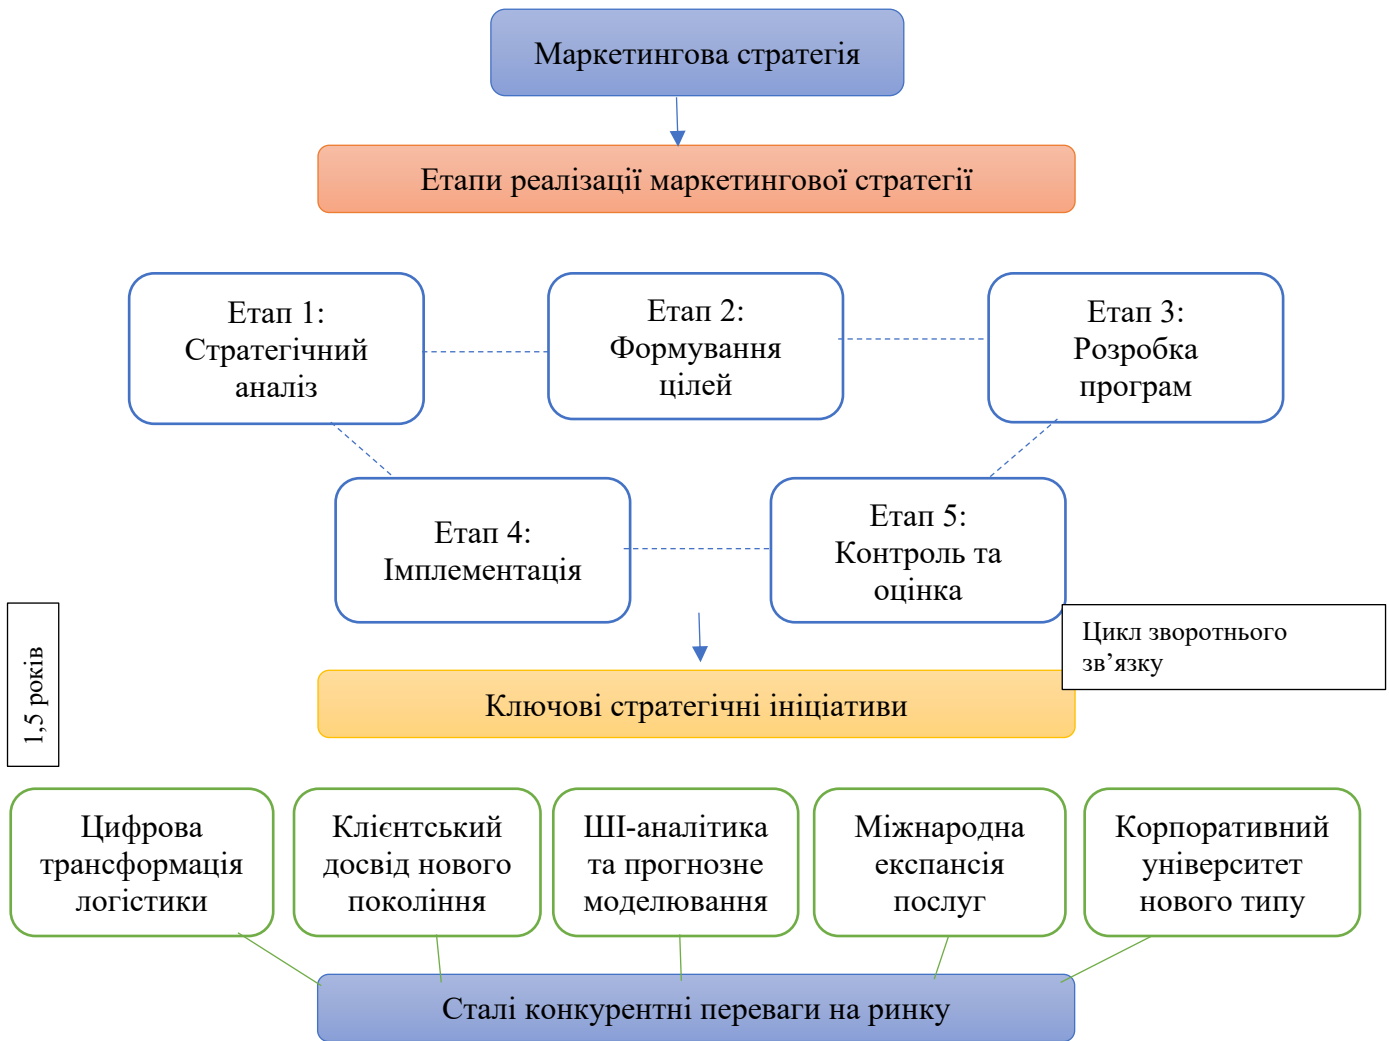 Маркетингова стратегія
Етапи реалізації маркетингової стратегії
Етап 1:
Стратегічний
аналіз
Етап 2:
Формування
цілей
Етап 3:
Розробка
програм
Етап 4:
Імплементація
Етап 5:
Контроль та
оцінка
Цикл зворотнього
зв’язку
1,5 років
Ключові стратегічні ініціативи
Цифрова
трансформація
логістики
Клієнтський
досвід нового
покоління
ШІ-аналітика
та прогнозне
моделювання
Міжнародна
експансія
послуг
Корпоративний
університет
нового типу
Сталі конкурентні переваги на ринку